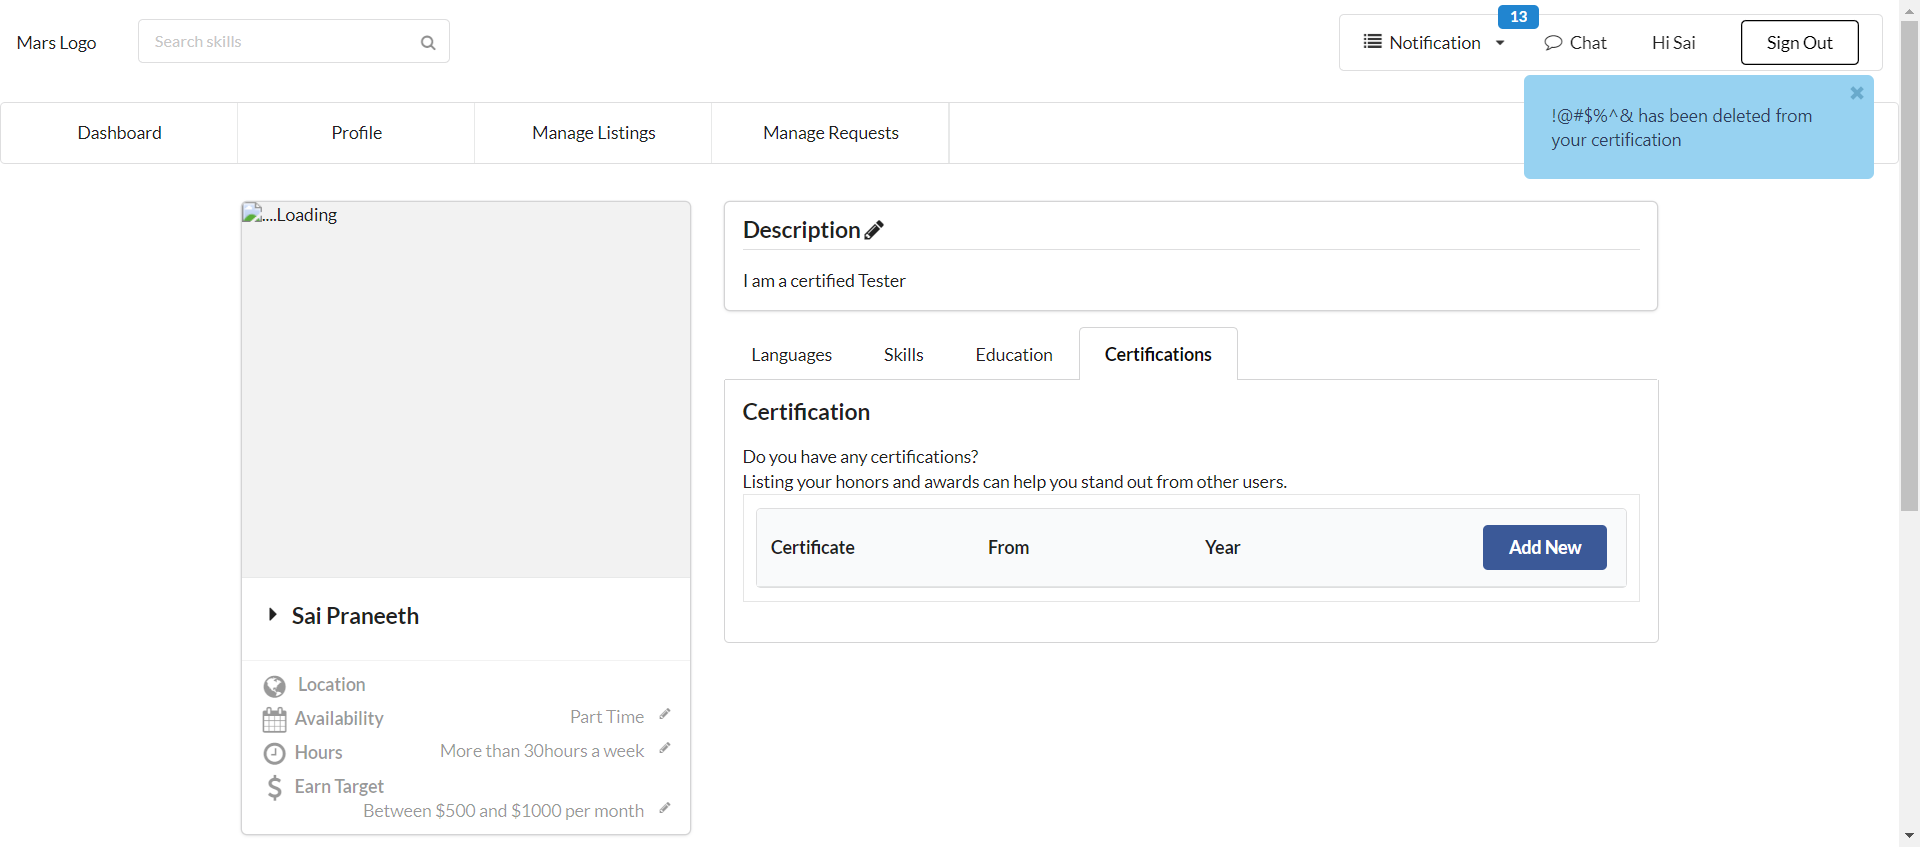 Mars Logo
Search skills
Notification
13
Chat
Hi Sai
Sign Out
Dashboard
Profile
Manage Listings
Manage Requests
!@#$%^& has been deleted from
your certification
....Loading
Sai Praneeth
Location
Availability
Part Time
Hours
More than 30hours a week
Earn Target
Between $500 and $1000 per month
Description
I am a certified Tester
Languages
Skills
Education
Certifications
Certification
Do you have any certifications?
Listing your honors and awards can help you stand out from other users.
Certificate
From
Year
Add New